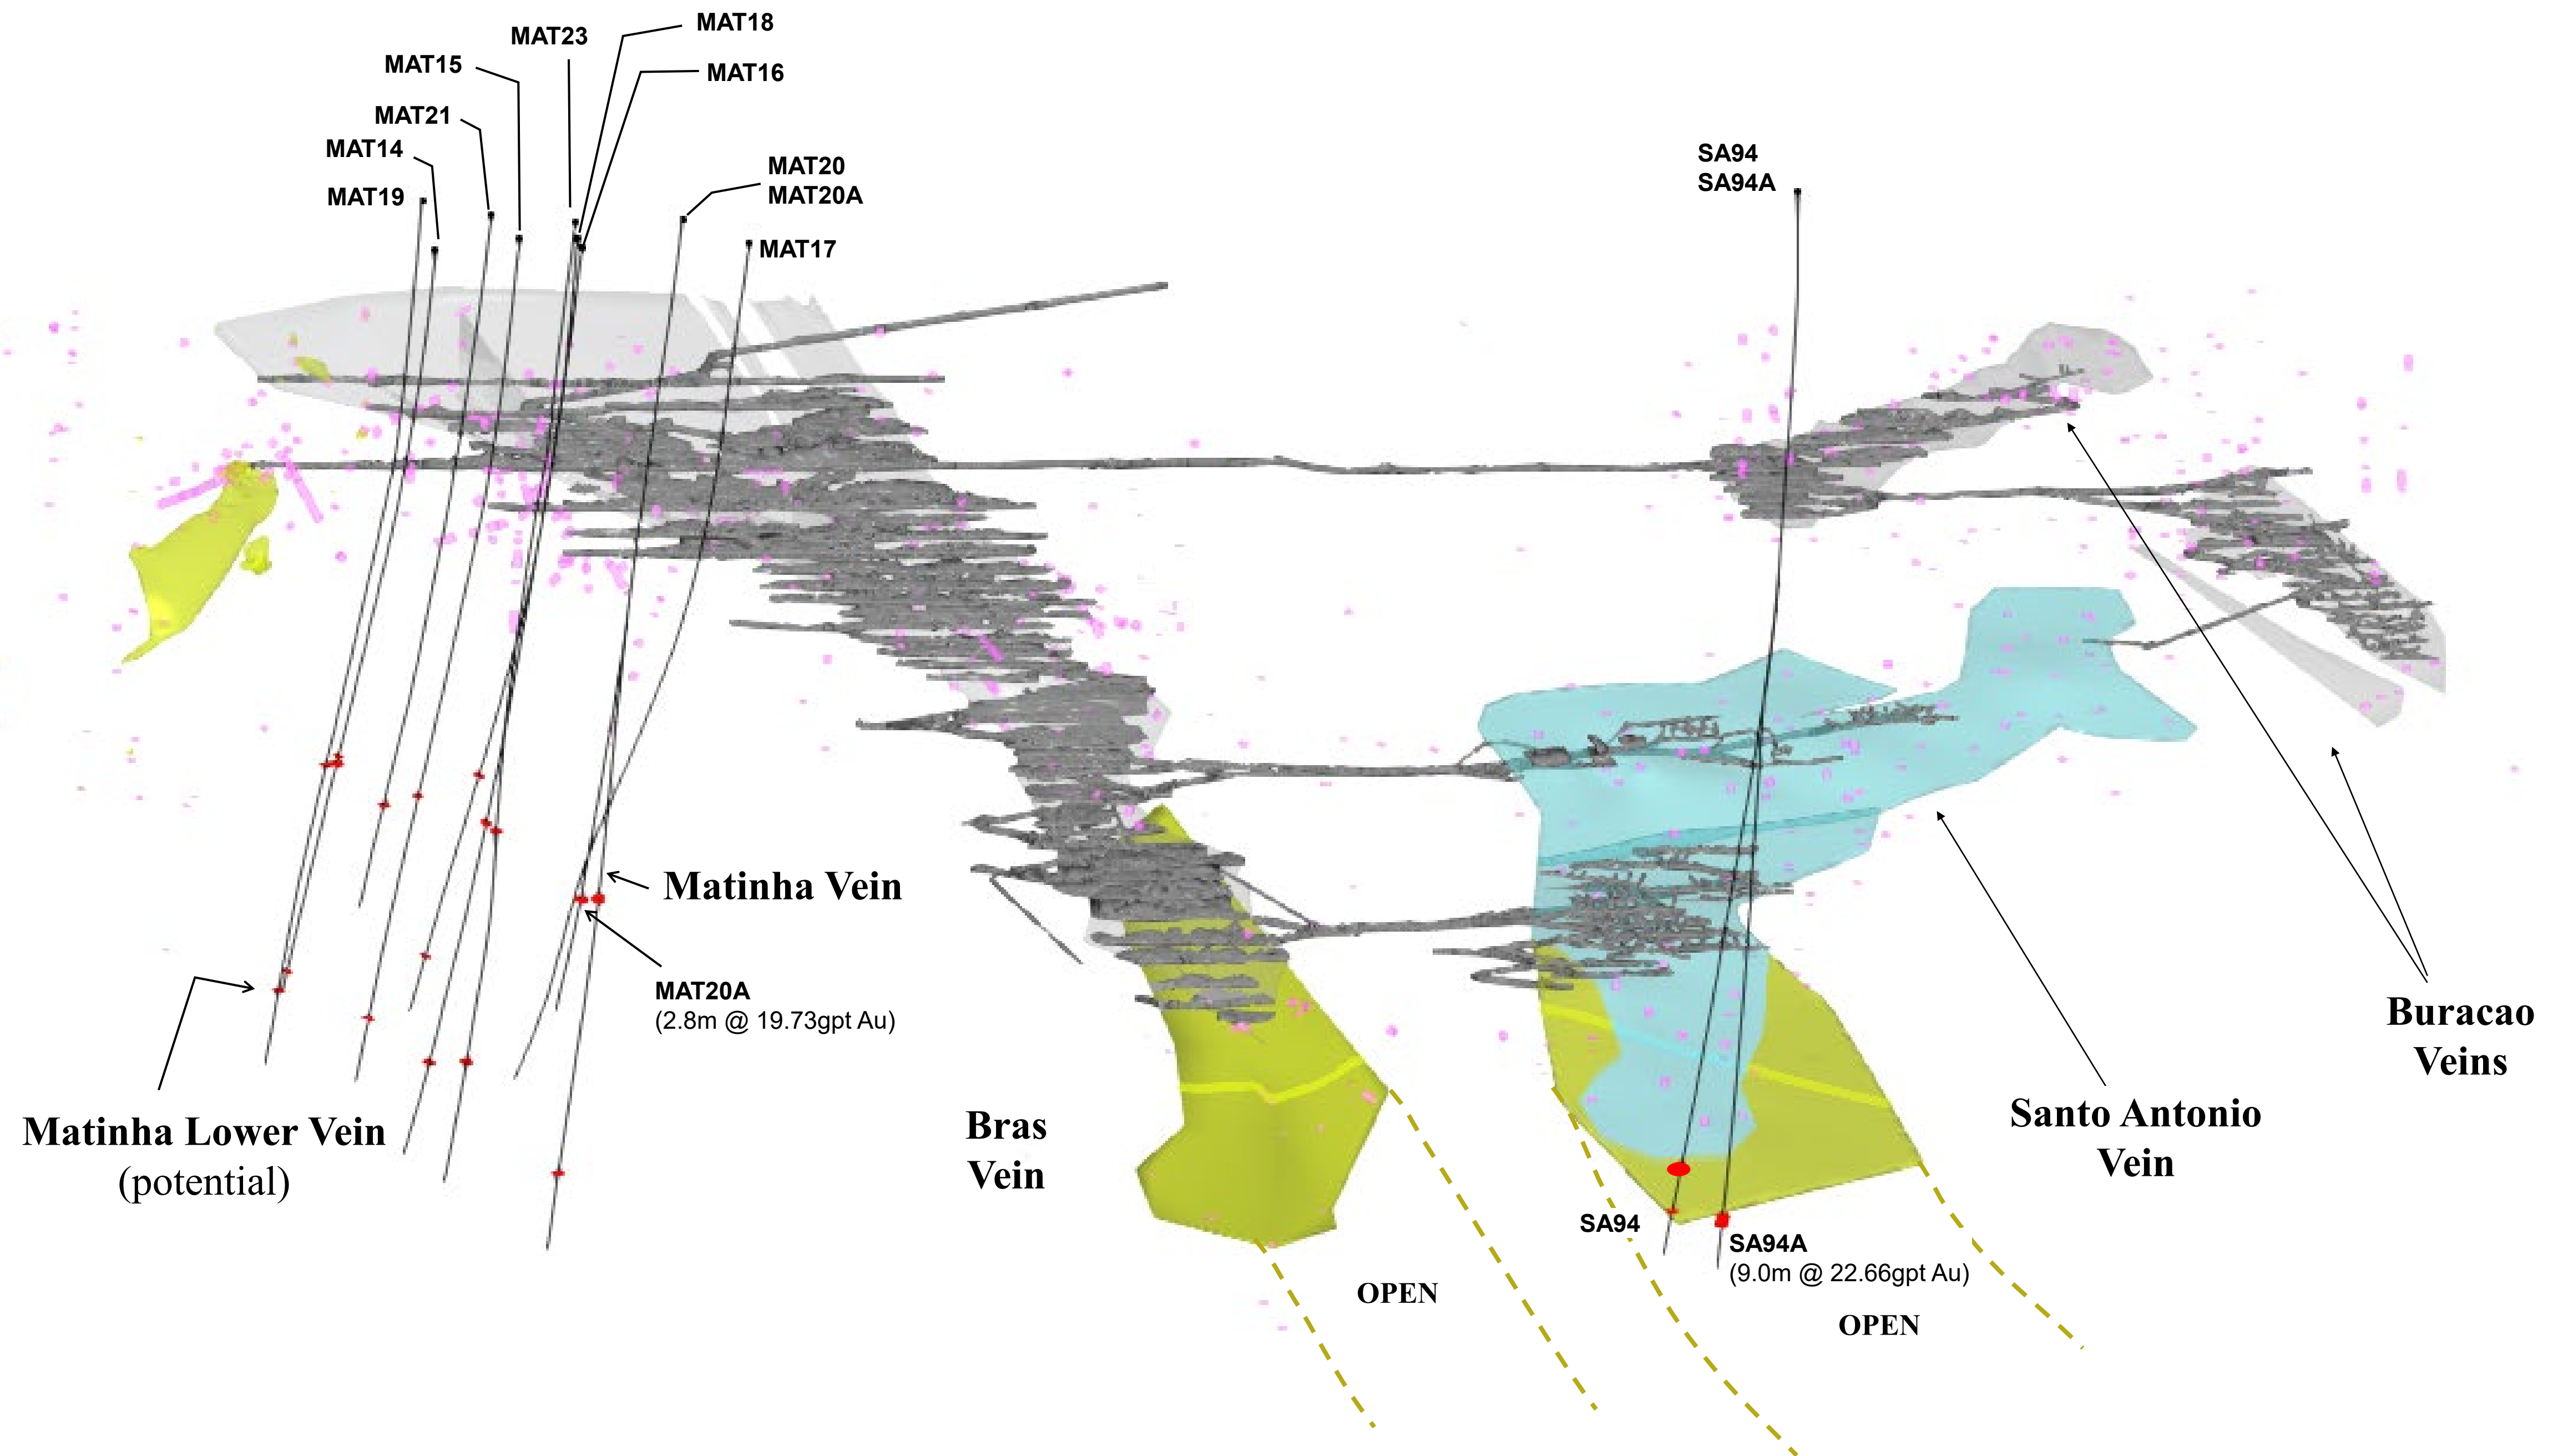 MAT18
MAT23
MAT15
MAT16
MAT21
MAT14
MAT19
MAT20
MAT20A
MAT17
SA94
SA94A
Matinha Vein
MAT20A
(2.8m @ 19.73gpt Au)
Matinha Lower Vein
(potential)
Bras
Vein
OPEN
SA94
SA94A
(9.0m @ 22.66gpt Au)
OPEN
Santo Antonio
Vein
Buracao
Veins